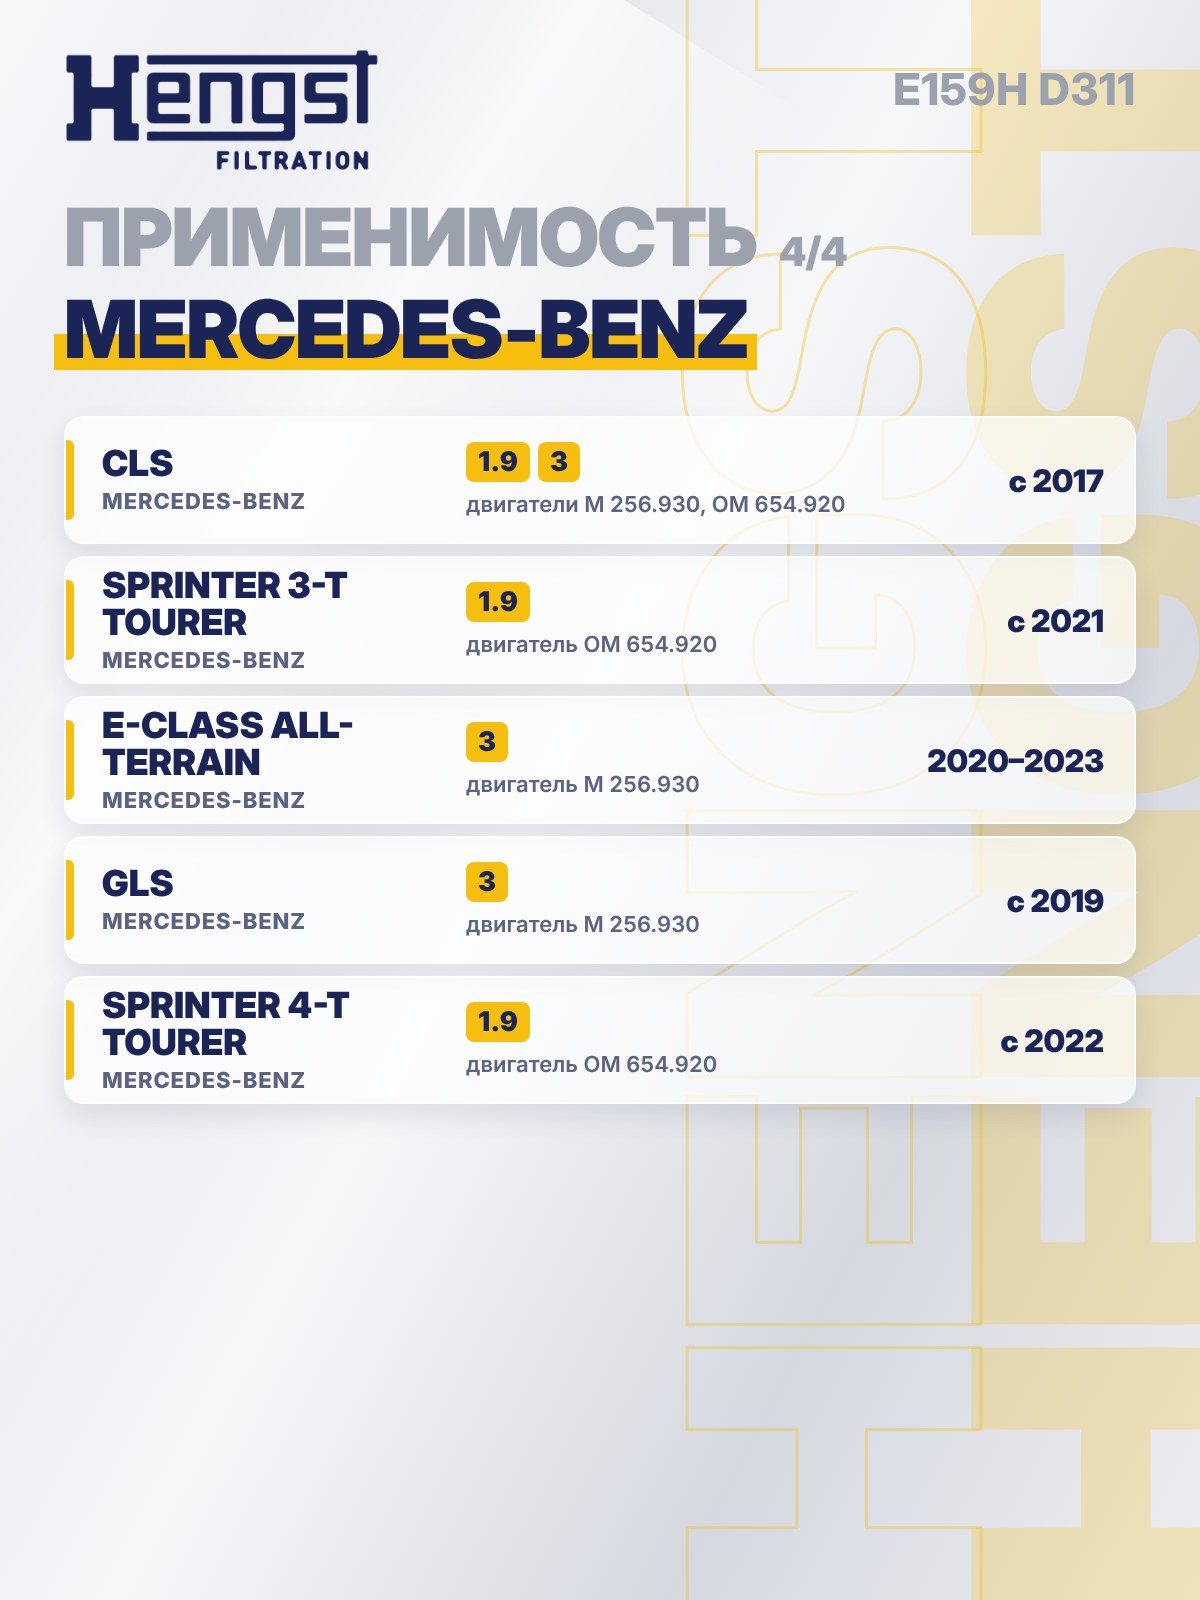 Hengst
FILTRATION
E159H D311
ПРИМЕНИМОСТЬ 4/4
MERCEDES-BENZ
CLS
MERCEDES-BENZ
1.9 3
двигатели M 256.930, OM 654.920
с 2017
SPRINTER 3-T
TOURER
MERCEDES-BENZ
1.9
двигатель OM 654.920
с 2021
E-CLASS ALL-
TERRAIN
MERCEDES-BENZ
3
двигатель M 256.930
2020–2023
GLS
MERCEDES-BENZ
3
двигатель M 256.930
с 2019
SPRINTER 4-T
TOURER
MERCEDES-BENZ
1.9
двигатель OM 654.920
с 2022
HENGST
HENGST